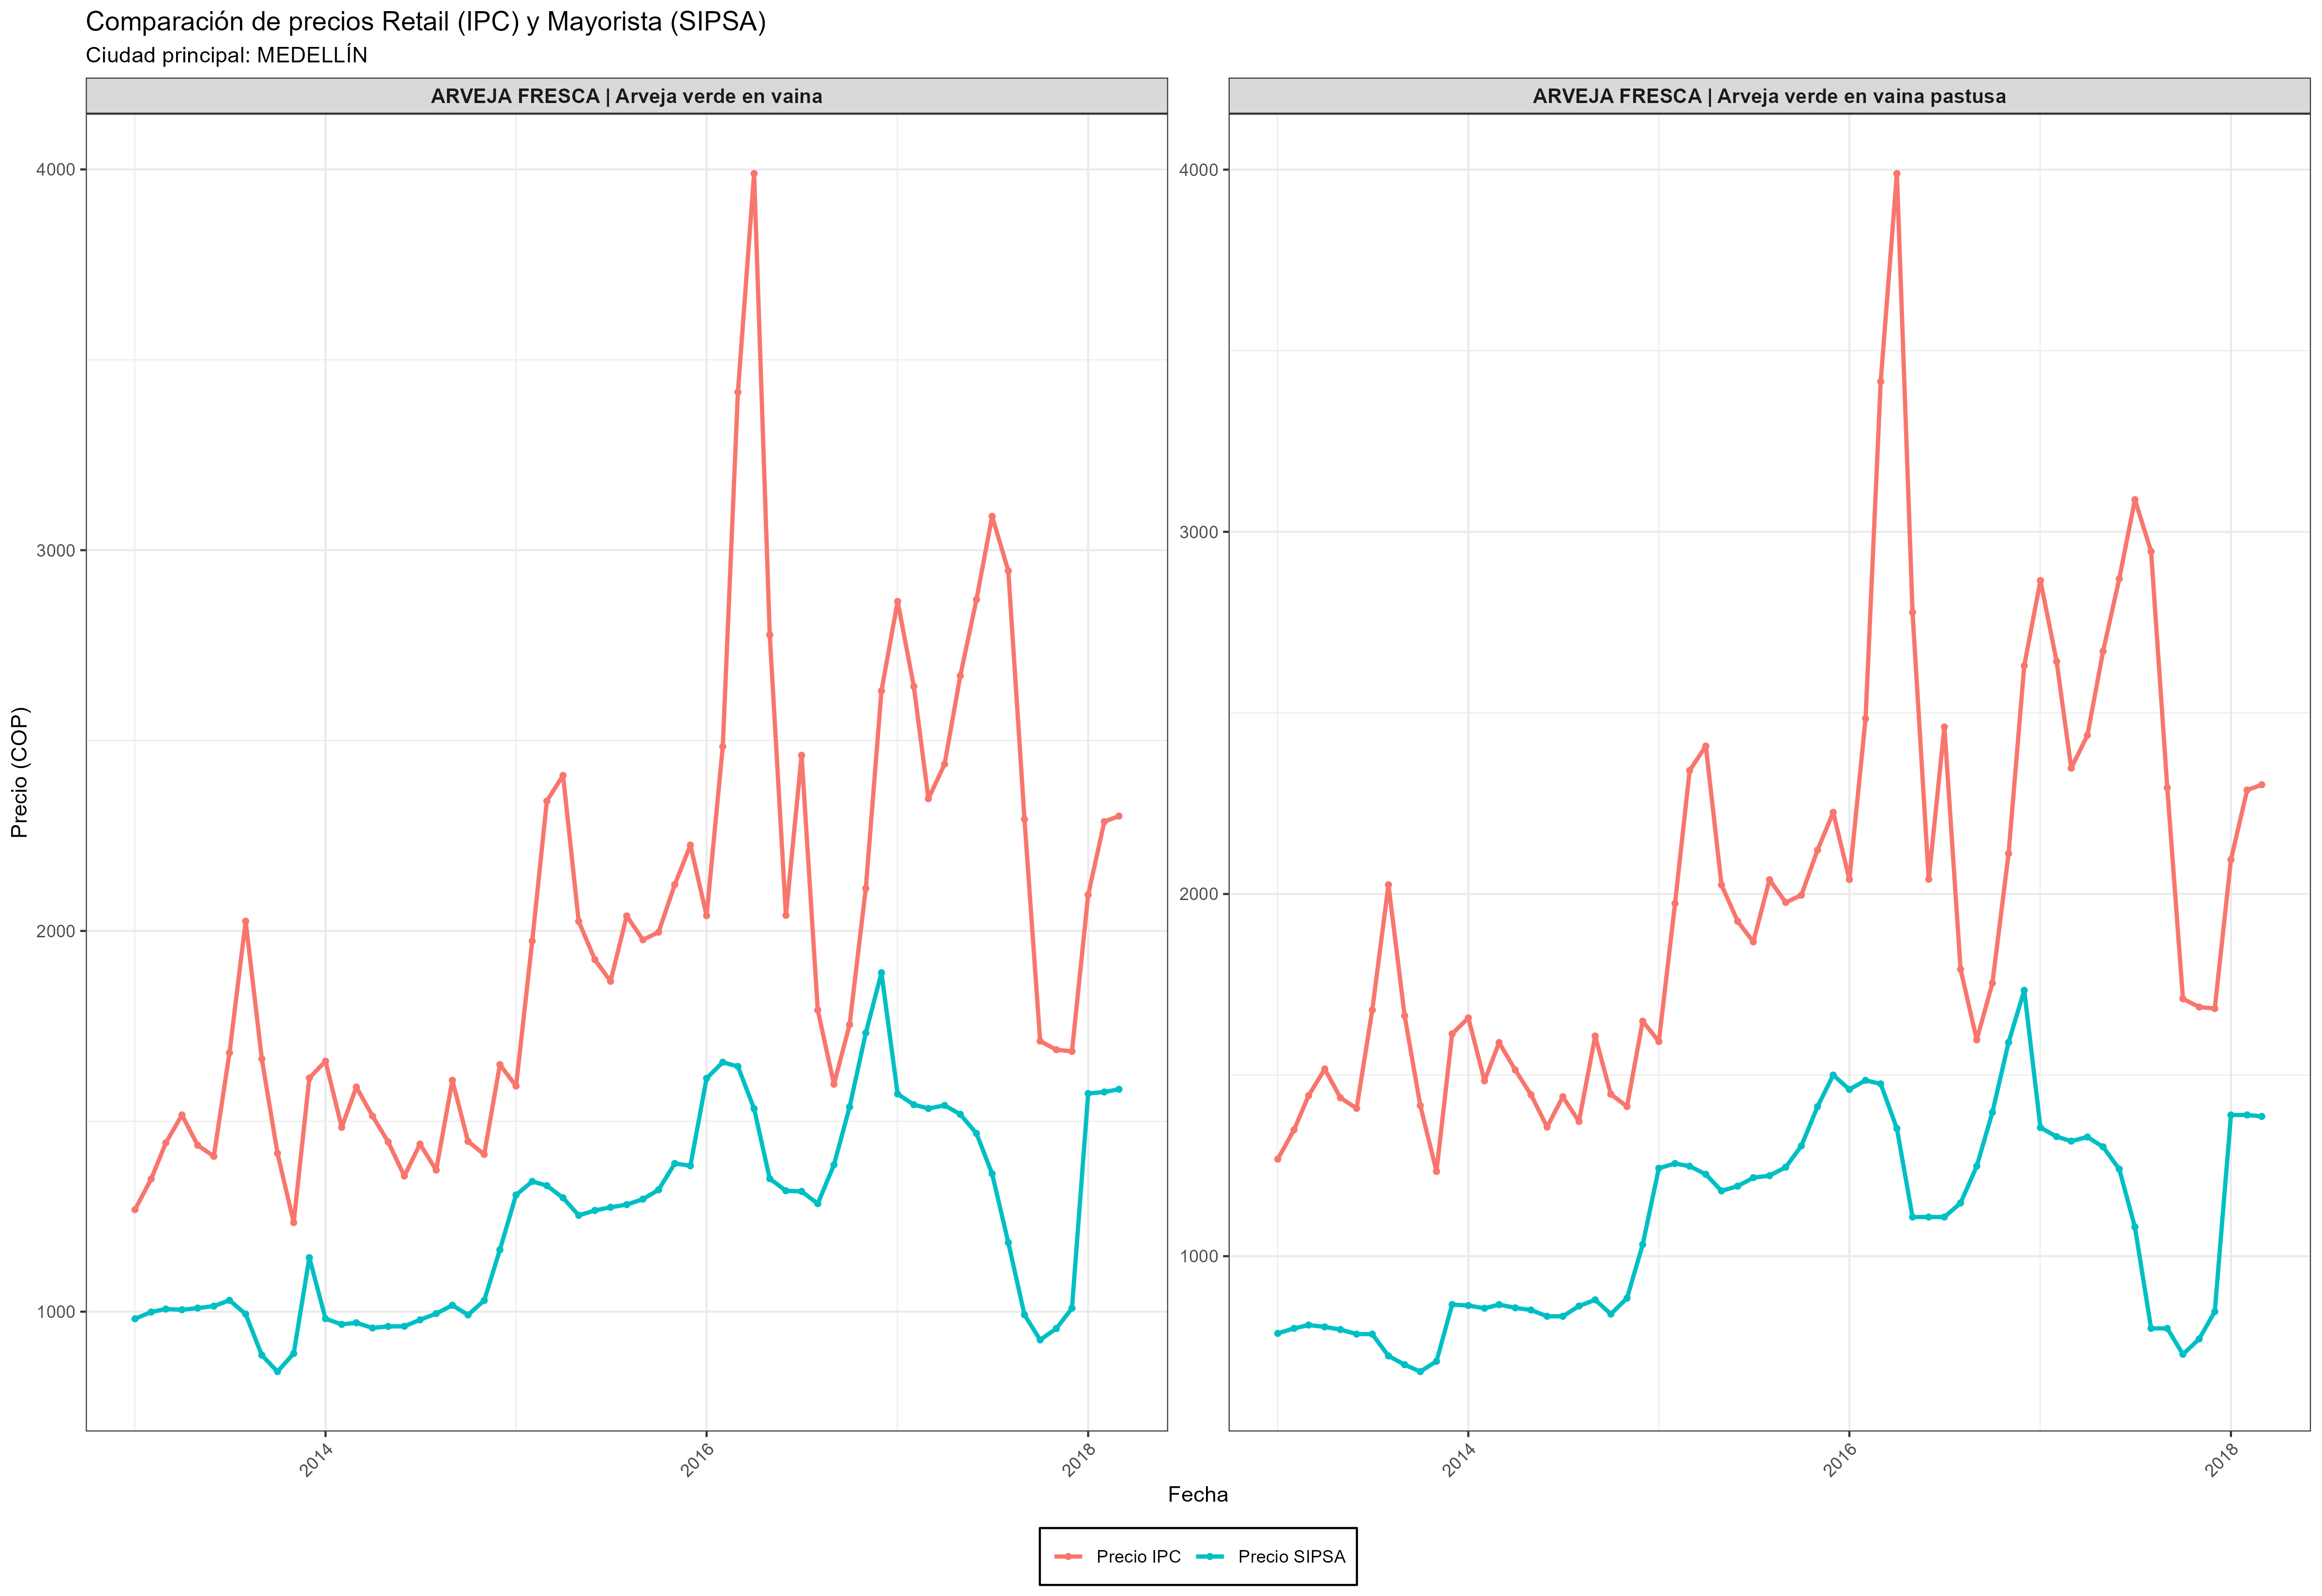 Comparación de precios Retail (IPC) y Mayorista (SIPSA)
Ciudad principal: MEDELLÍN
ARVEJA FRESCA | Arveja verde en vaina
ARVEJA FRESCA | Arveja verde en vaina pastusa
Precio (COP)
4000
3000
2000
1000
4000
3000
2000
1000
2014
2016
2018
2014
2016
2018
Fecha
Precio IPC
Precio SIPSA